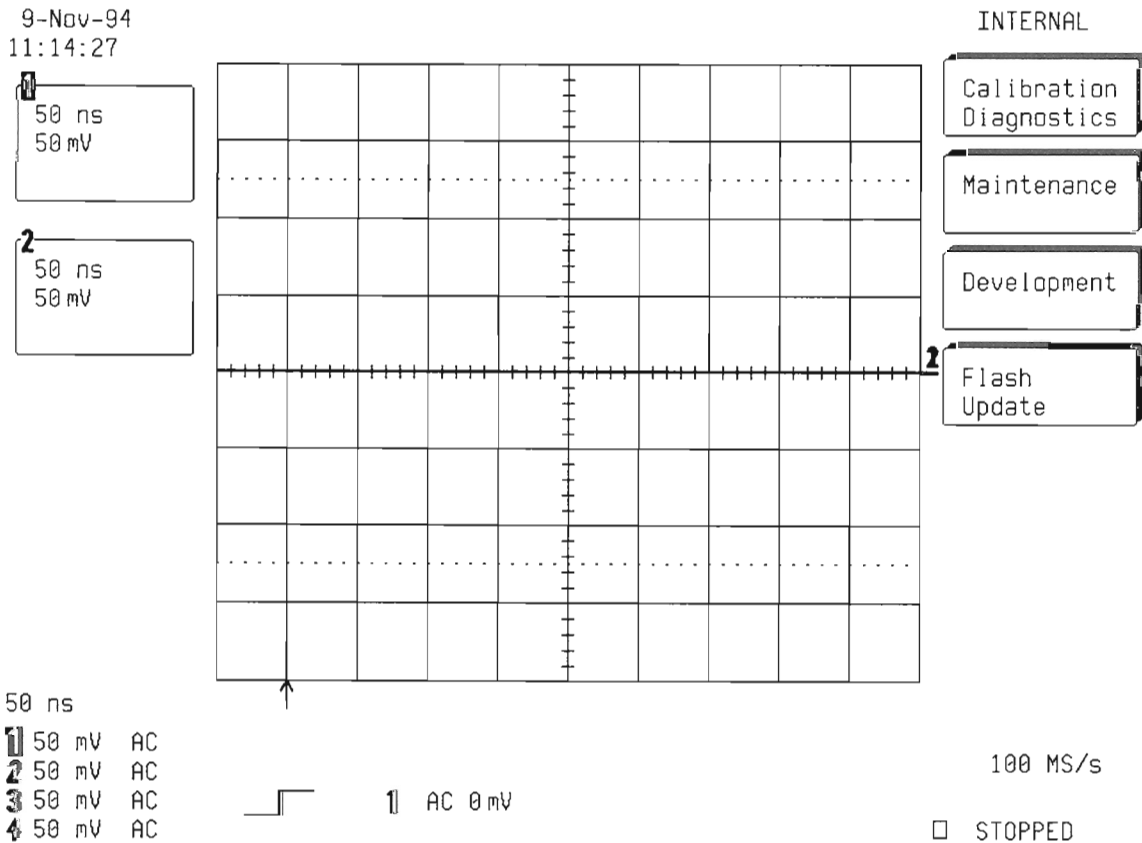 9-Nov-94
11:14:27
INTERNAL
1
50 ns
50 mV
2
50 ns
50 mV
Calibration
Diagnostics
Maintenance
Development
2
Flash
Update
50 ns
1 50 mV AC
2 50 mV AC
3 50 mV AC
4 50 mV AC
1 AC 0 mV
100 MS/s
STOPPED